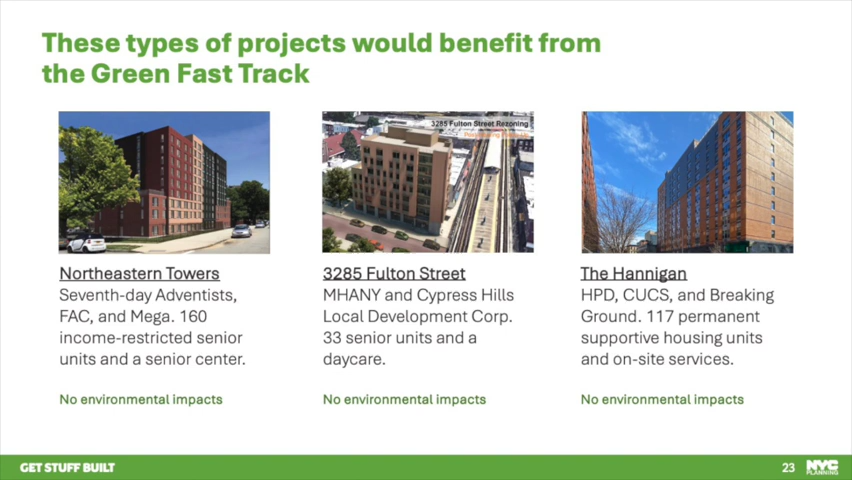 These types of projects would benefit from
the Green Fast Track
3285 Fulton Street Rezoning
Northeastern Towers
Seventh-day Adventists,
FAC, and Mega. 160
income-restricted senior
units and a senior center.
No environmental impacts
3285 Fulton Street
MHANY and Cypress Hills
Local Development Corp.
33 senior units and a
daycare.
No environmental impacts
The Hannigan
HPD, CUCS, and Breaking
Ground. 117 permanent
supportive housing units
and on-site services.
No environmental impacts
GET STUFF BUILT
23
NYC
PLANNING